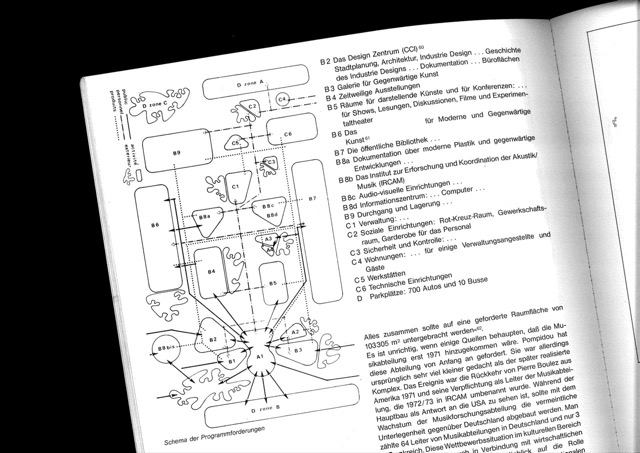 D zone A
D zone C
C4
C2
C6
C5
B9
C3
C1
B7
B6
B8a
B8c
B8d
A3
B4
B5
B2
A2
B8bis
B1
A1
B3
D zone B
Schema der Programmforderungen
B 2 Das Design Zentrum (CCI)⁶⁰
Stadtplanung, Architektur, Industrie Design . . . Geschichte
des Industrie Designs . . . Dokumentation . . . Büroflächen
B 3 Galerie für Gegenwärtige Kunst
B 4 Zeitweilige Ausstellungen
B 5 Räume für darstellende Künste und für Konferenzen: . . .
für Shows, Lesungen, Diskussionen, Filme und Experimen-
taltheater
B 6 Das für Moderne und Gegenwärtige
Kunst⁶¹
B 7 Die öffentliche Bibliothek . . .
B 8a Dokumentation über moderne Plastik und gegenwärtige
Entwicklungen . . .
B 8b Das Institut zur Erforschung und Koordination der Akustik/
Musik (IRCAM)
B 8c Audio-visuelle Einrichtungen . . .
B 8d Informationszentrum: . . . Computer . . .
B 9 Durchgang und Lagerung . . .
C 1 Verwaltung: . . .
C 2 Soziale Einrichtungen: Rot-Kreuz-Raum, Gewerkschafts-
raum, Garderobe für das Personal
C 3 Sicherheit und Kontrolle: . . .
C 4 Wohnungen: . . . für einige Verwaltungsangestellte und
Gäste
C 5 Werkstätten
C 6 Technische Einrichtungen
D Parkplätze: 700 Autos und 10 Busse
Alles zusammen sollte auf eine geforderte Raumfläche von
103305 m² untergebracht werden⁶².
Es ist unrichtig, wenn einige Quellen behaupten, daß die Mu-
sikabteilung erst 1971 hinzugekommen wäre. Pompidou hat
diese Abteilung von Anfang an gefordert. Sie war allerdings
ursprünglich sehr viel kleiner gedacht als der später realisierte
Komplex. Das Ereignis war die Rückkehr von Pierre Boulez aus
Amerika 1971 und seine Verpflichtung als Leiter der Musikabtei-
lung, die 1972/73 in IRCAM umbenannt wurde. Während der
Hauptbau als Antwort an die USA zu sehen ist, sollte mit dem
Wachstum der Musikforschungsabteilung die vermeintliche
Unterlegenheit gegenüber Deutschland abgebaut werden. Man
zählte 64 Leiter von Musikabteilungen in Deutschland und nur 3
Diese Wettbewerbssituation im kulturellen Bereich
in Verbindung mit wirtschaftlichen
auf die Rolle